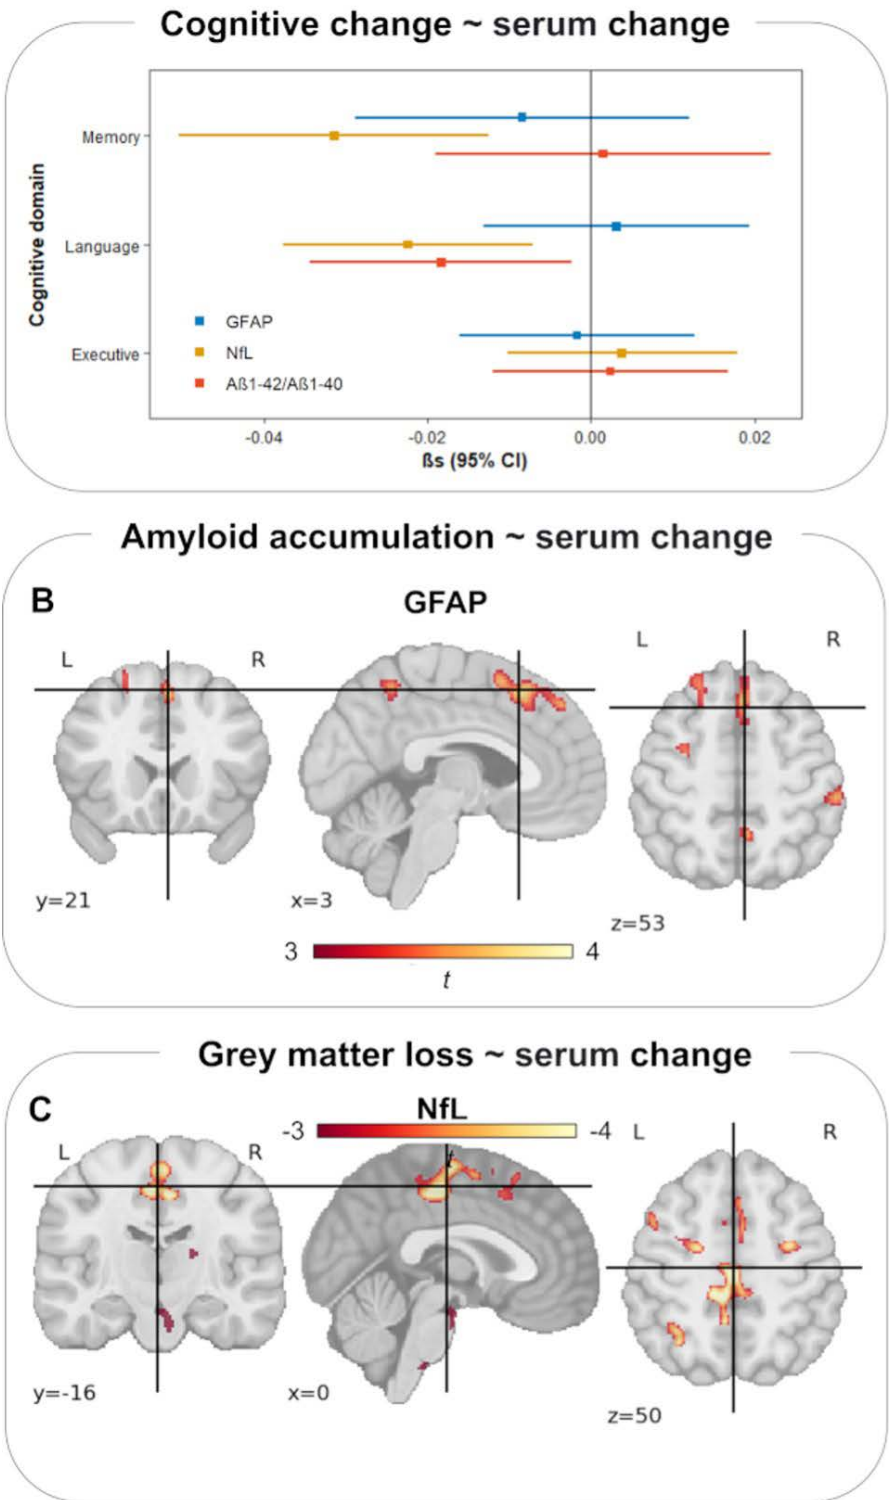 Cognitive change ~ serum change
Cognitive domain
Memory
Language
Executive
GFAP
NfL
Aß1-42/Aß1-40
-0.04 -0.02 0.00 0.02
ßs (95% CI)
Amyloid accumulation ~ serum change
B
GFAP
L R
L R
y=21
x=3
z=53
3 4
t
Grey matter loss ~ serum change
C
NfL
-3 -4
t
L R
L R
y=-16
x=0
z=50